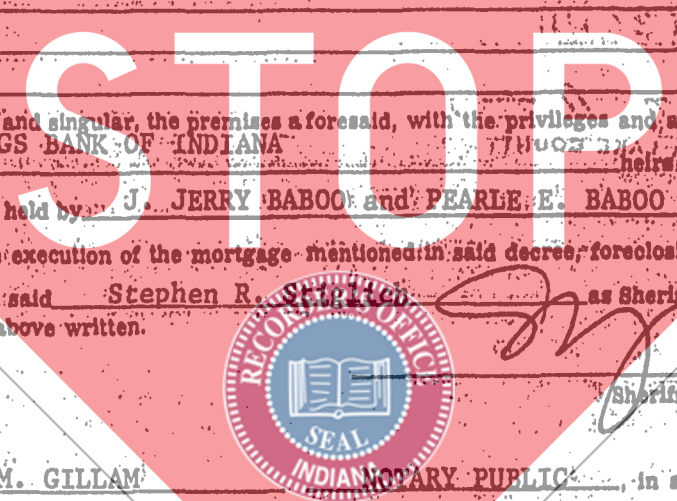 STOP
and singular, the premises aforesaid, with the privileges and a
GS BANK OF INDIANA
heirs
held by J. JERRY BABOO and PEARLE E. BABOO
execution of the mortgage mentioned in said decree, foreclos
said Stephen R. Stiglich as Sheri
above written.
RECORDER'S OFFICE
SEAL
INDIANA
Sherif
M. GILLAM NOTARY PUBLIC, in a